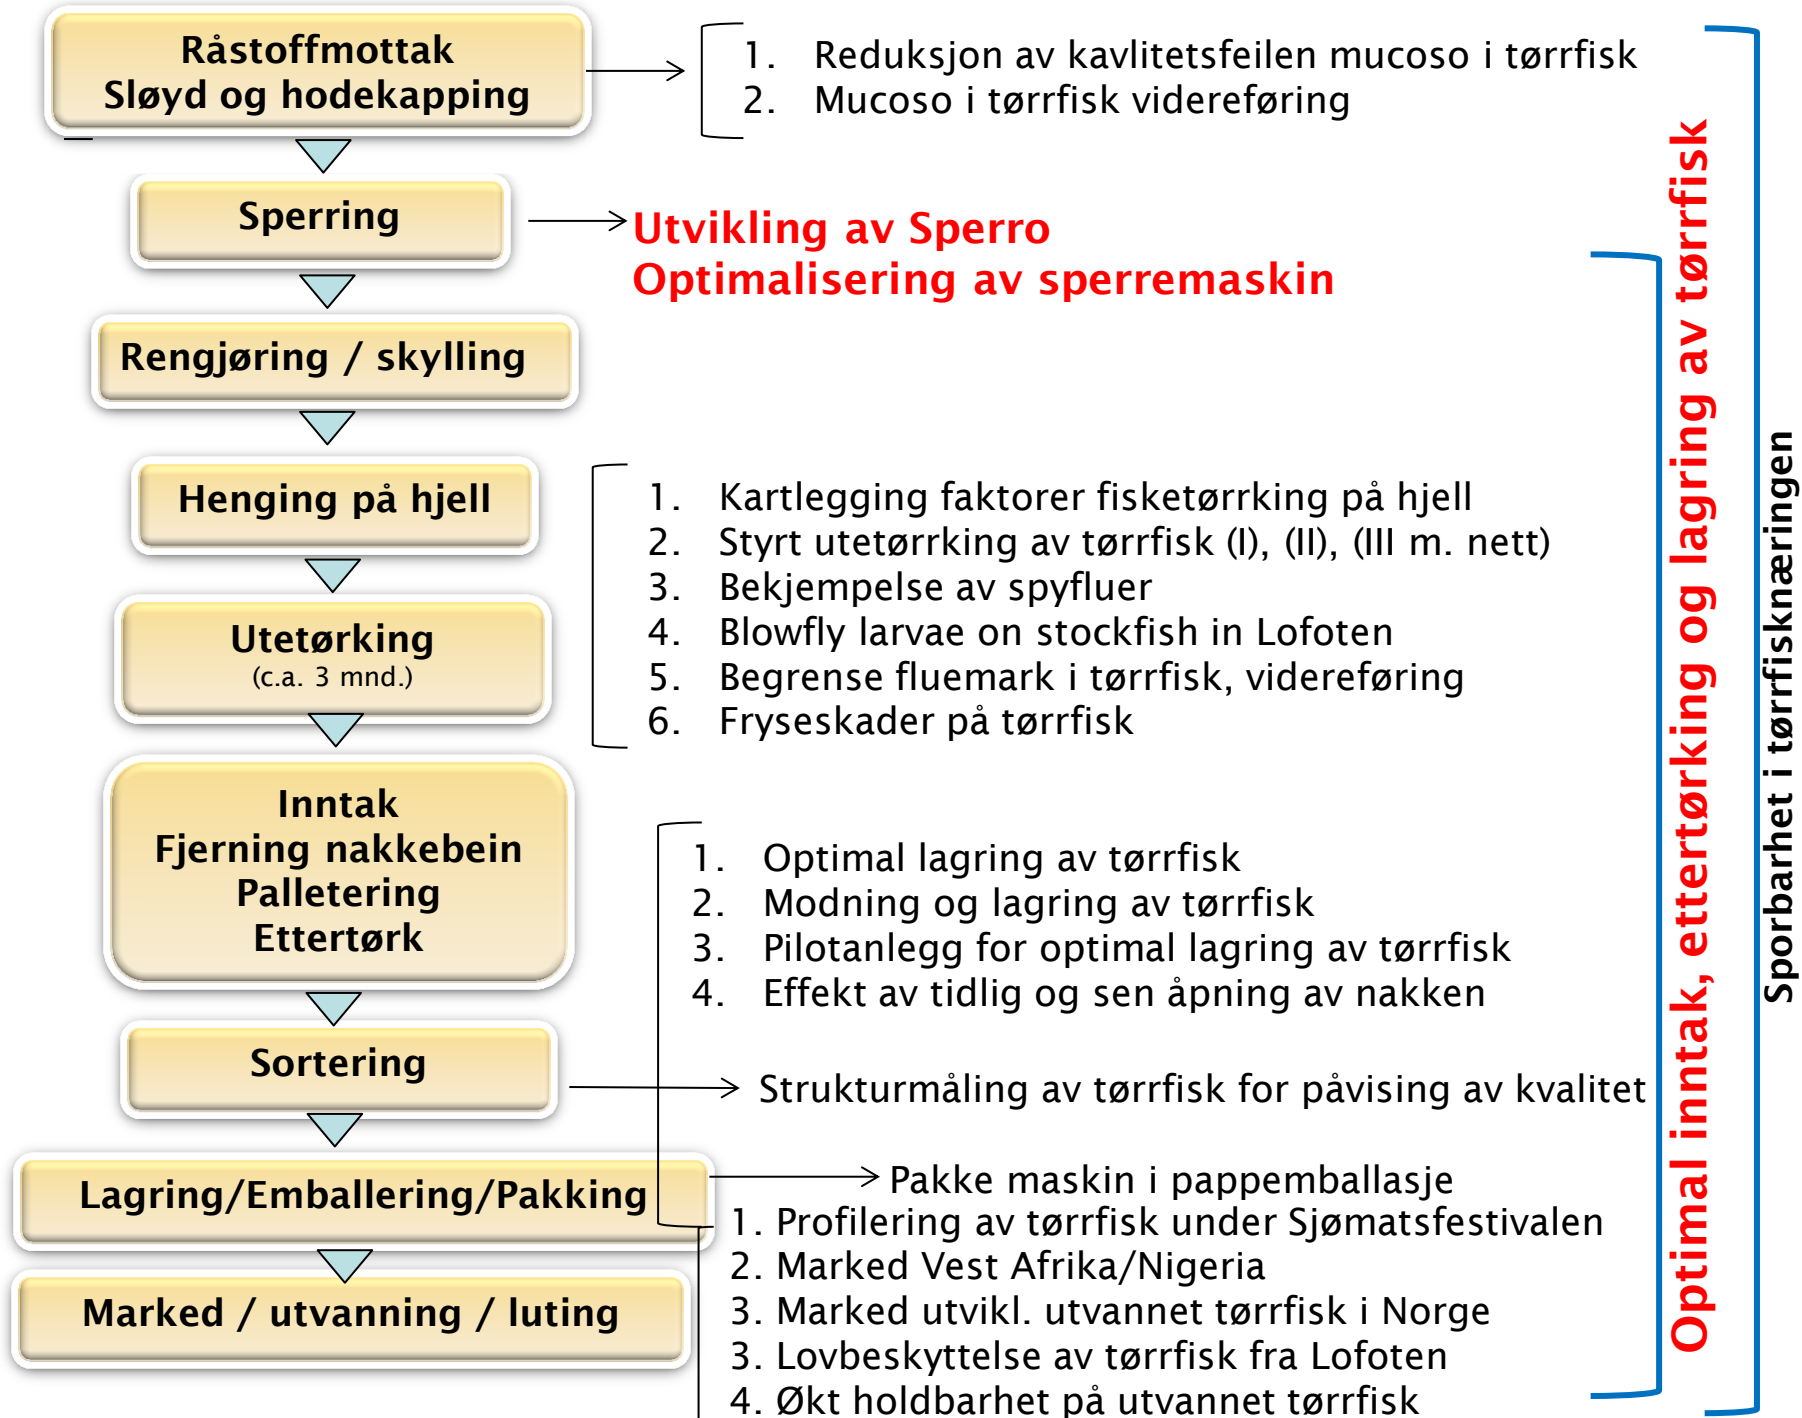 Råstoffmottak
Sløyd og hodekapping
1. Reduksjon av kavlitetsfeilen mucoso i tørrfisk
2. Mucoso i tørrfisk videreføring
Sperring
Utvikling av Sperro
Optimalisering av sperremaskin
Rengjøring / skylling
Henging på hjell
Utetørking
(c.a. 3 mnd.)
1. Kartlegging faktorer fisketørrking på hjell
2. Styrt utetørrking av tørrfisk (I), (II), (III m. nett)
3. Bekjempelse av spyfluer
4. Blowfly larvae on stockfish in Lofoten
5. Begrense fluemark i tørrfisk, videreføring
6. Fryseskader på tørrfisk
Inntak
Fjerning nakkebein
Palletering
Ettertørk
1. Optimal lagring av tørrfisk
2. Modning og lagring av tørrfisk
3. Pilotanlegg for optimal lagring av tørrfisk
4. Effekt av tidlig og sen åpning av nakken
Sortering
Strukturmåling av tørrfisk for påvising av kvalitet
Lagring/Emballering/Pakking
Pakke maskin i pappemballasje
1. Profilering av tørrfisk under Sjømatsfestivalen
2. Marked Vest Afrika/Nigeria
3. Marked utvikl. utvannet tørrfisk i Norge
3. Lovbeskyttelse av tørrfisk fra Lofoten
4. Økt holdbarhet på utvannet tørrfisk
Marked / utvanning / luting
Optimal inntak, ettertørking og lagring av tørrfisk
Sporbarhet i tørrfisknæringen